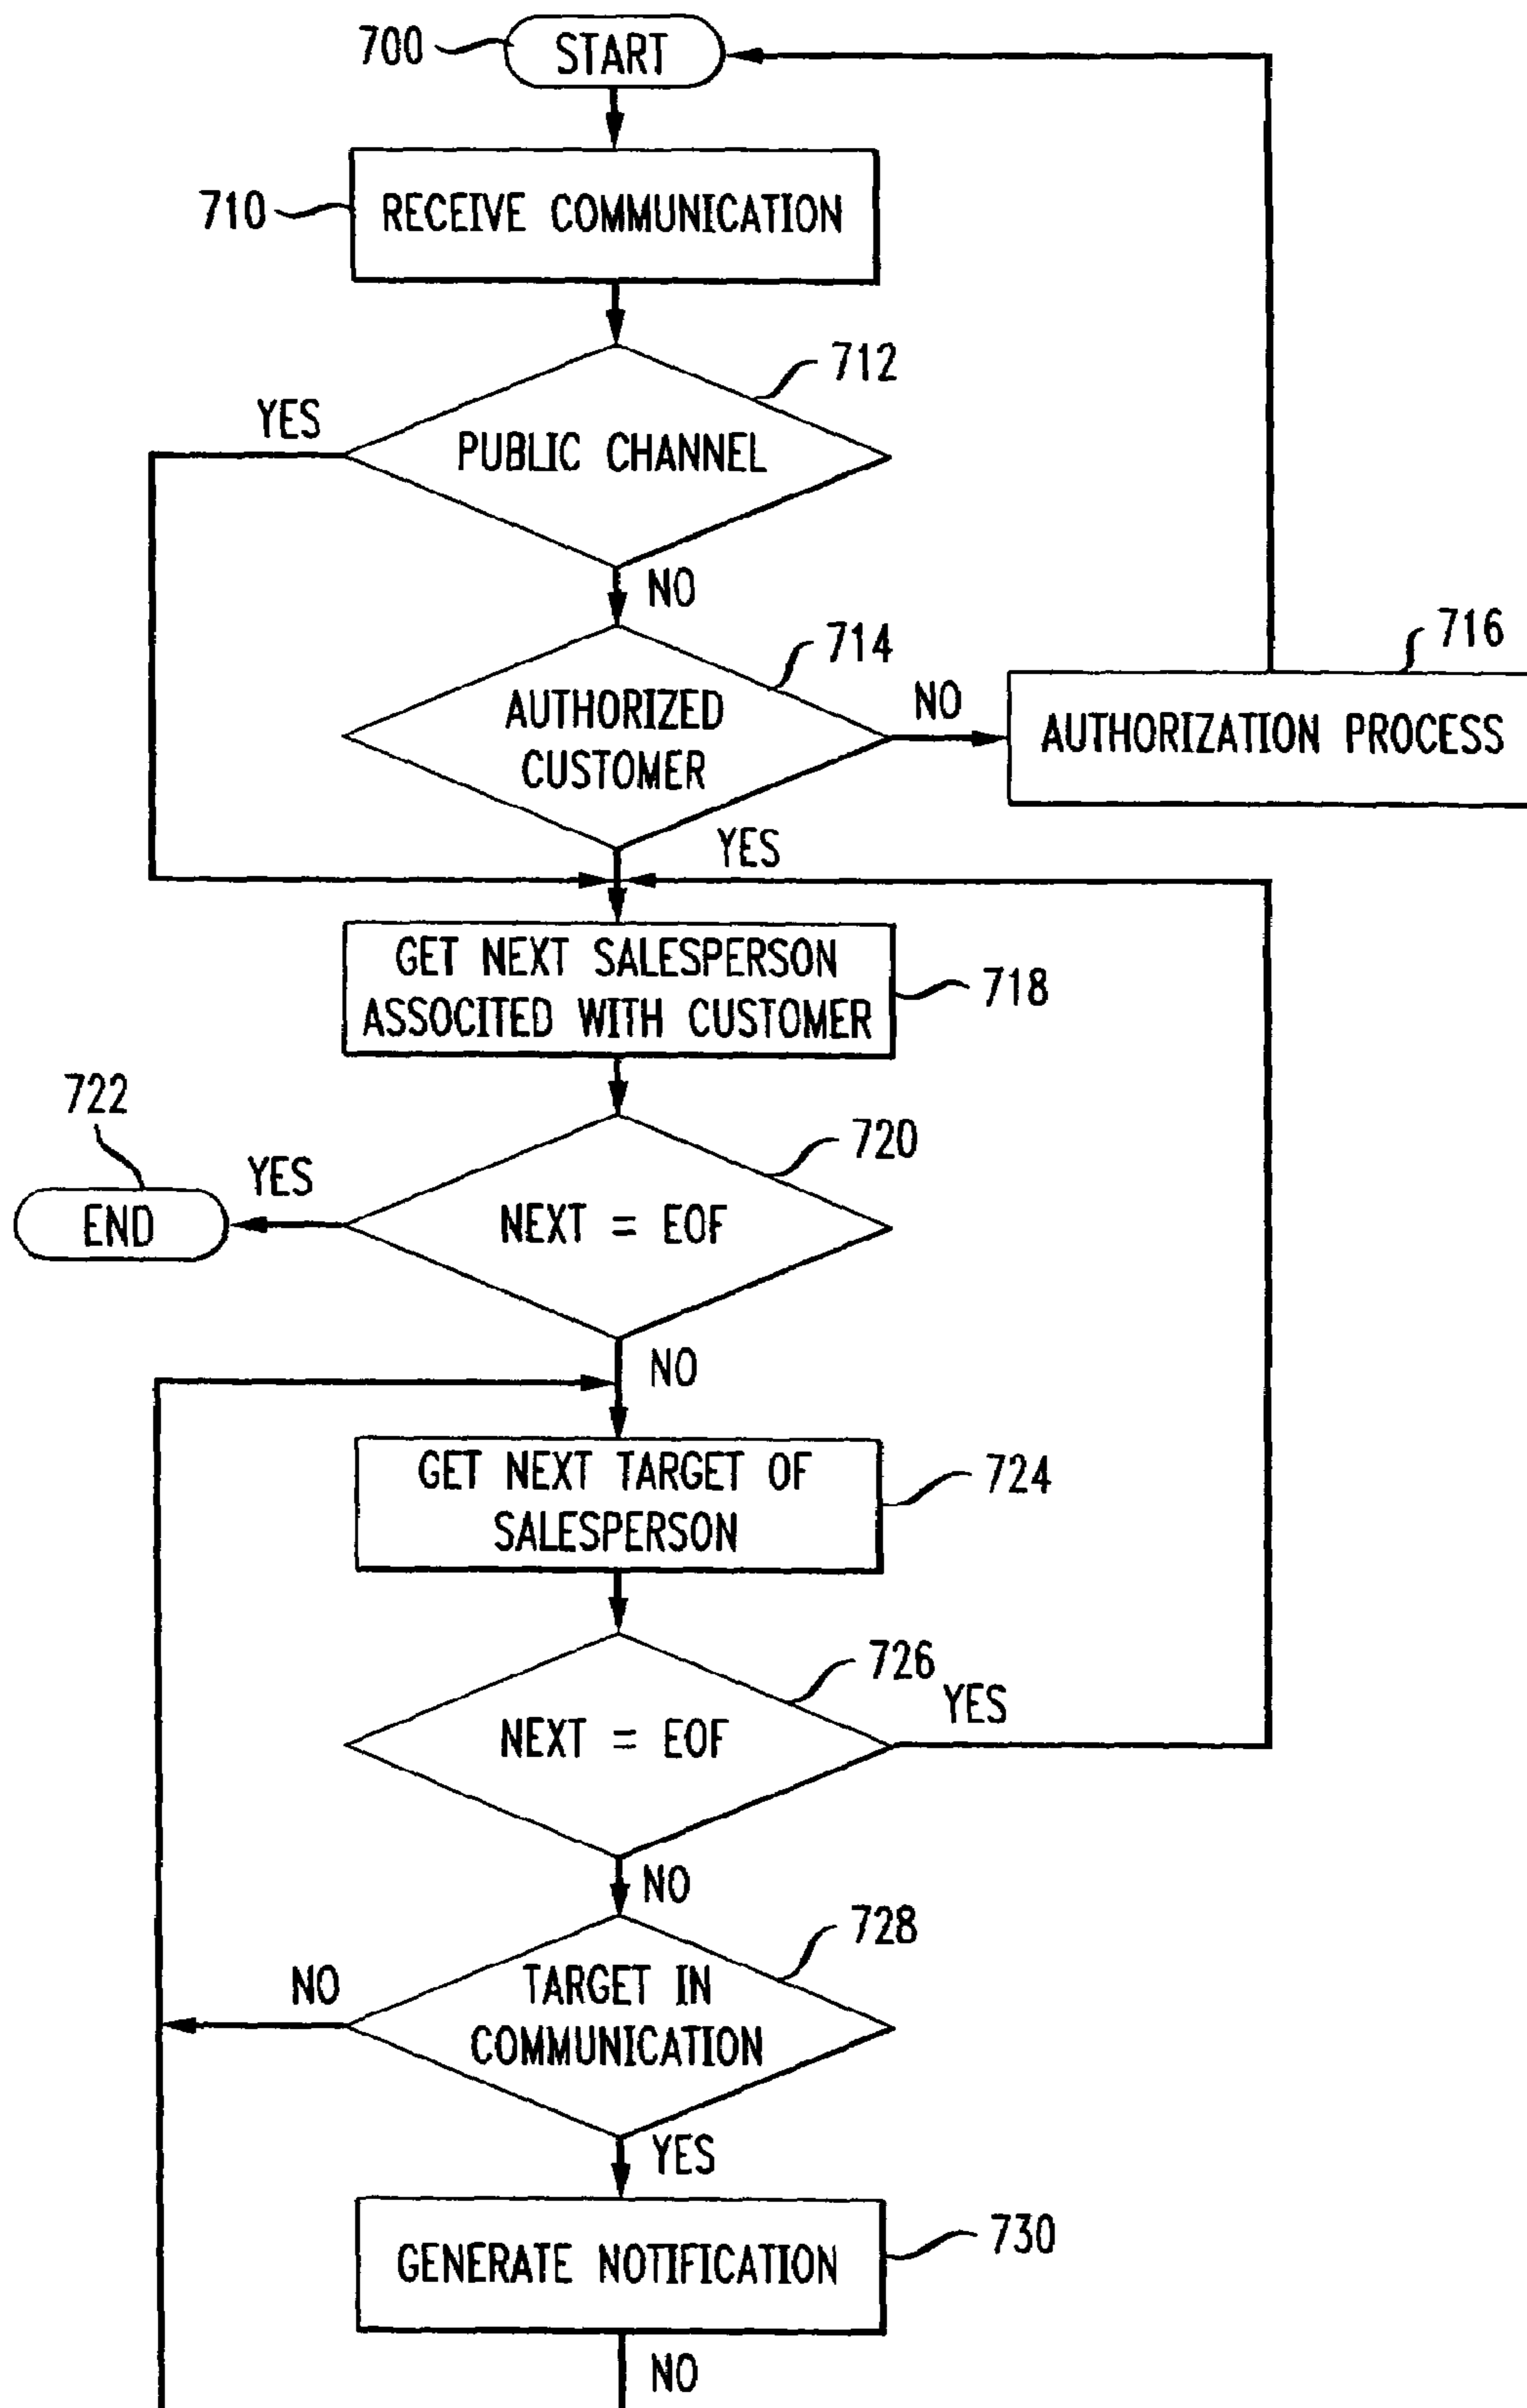 700
START
710
RECEIVE COMMUNICATION
712
YES
PUBLIC CHANNEL
NO
714
716
AUTHORIZED
CUSTOMER
NO
AUTHORIZATION PROCESS
YES
GET NEXT SALESPERSON
ASSOCITED WITH CUSTOMER
718
722
720
YES
END
NEXT = EOF
NO
GET NEXT TARGET OF
SALESPERSON
724
726
YES
NEXT = EOF
NO
728
NO
TARGET IN
COMMUNICATION
YES
730
GENERATE NOTIFICATION
NO